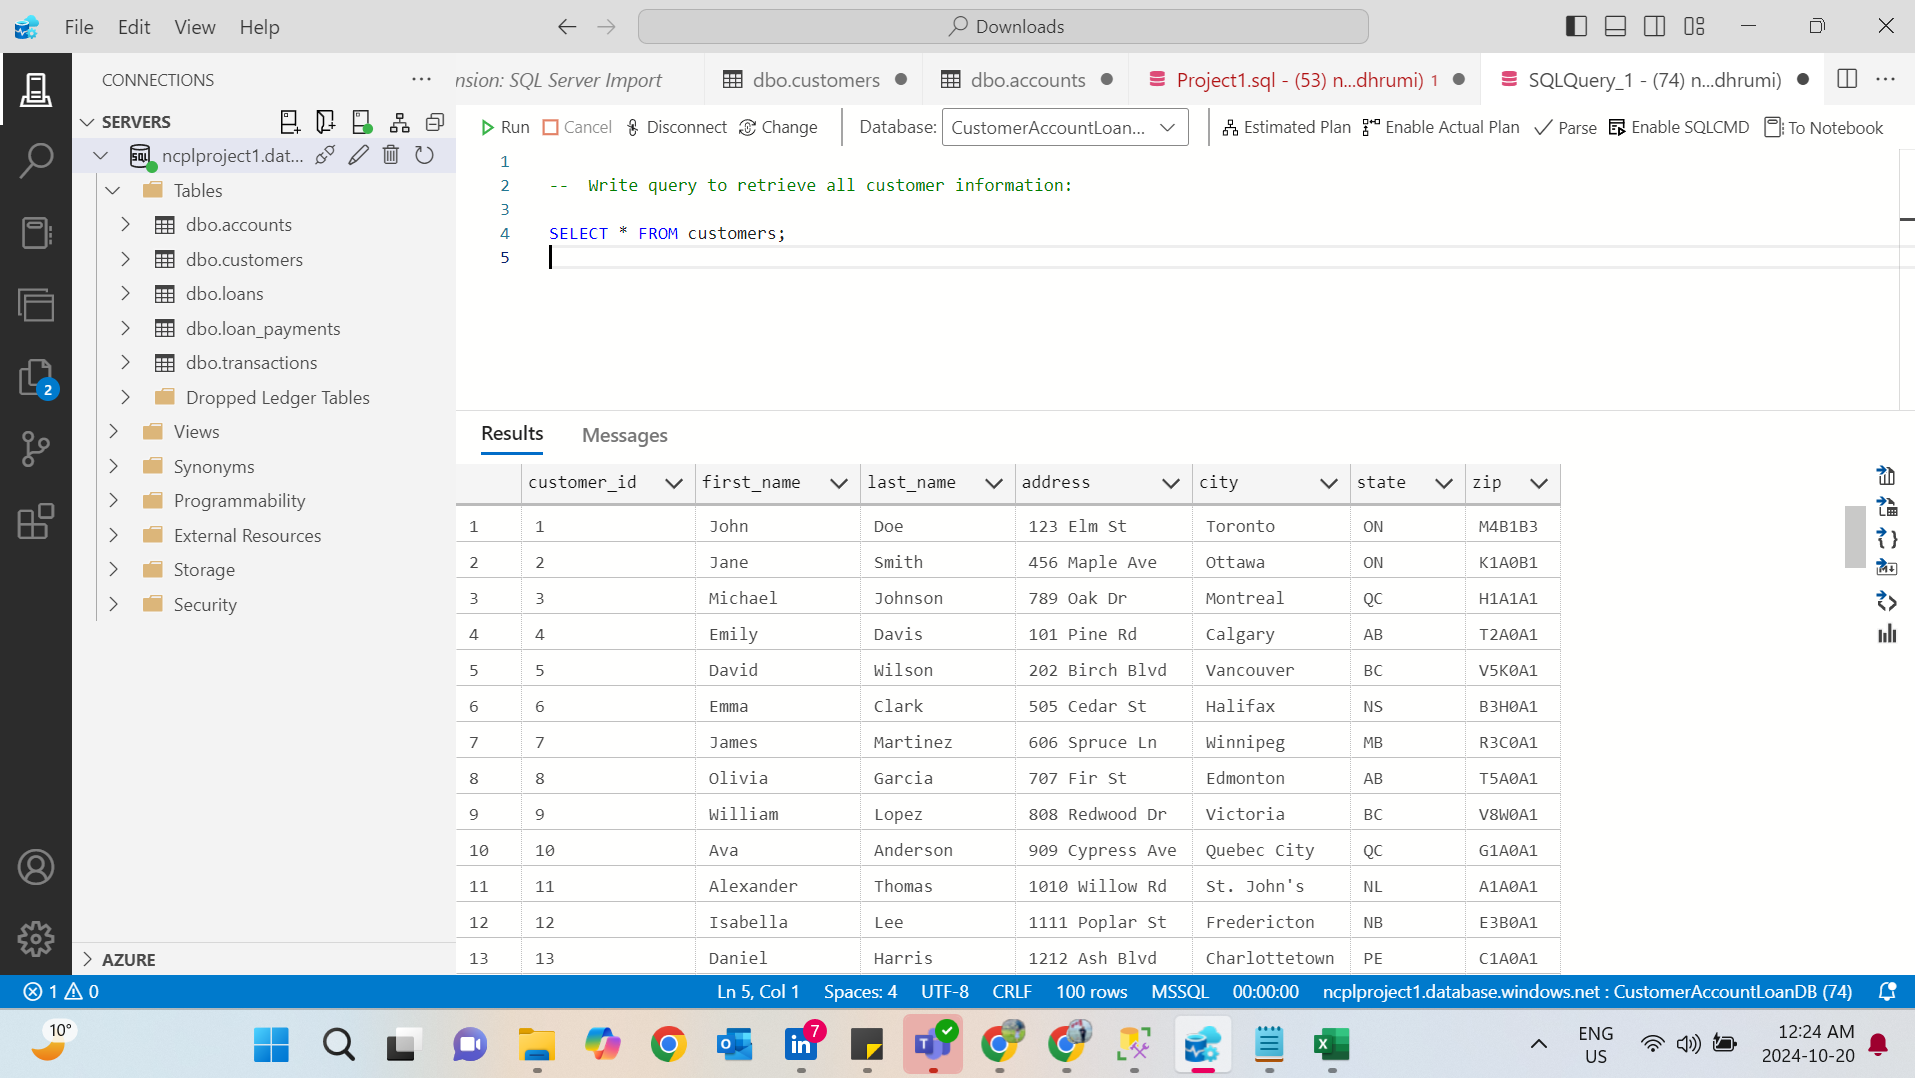 File Edit View Help
Downloads
CONNECTIONS
nsion: SQL Server Import
dbo.customers
dbo.accounts
Project1.sql - (53) n...dhrumi) 1
SQLQuery_1 - (74) n...dhrumi)
SERVERS
Run Cancel Disconnect Change
Database: CustomerAccountLoan...
Estimated Plan Enable Actual Plan Parse Enable SQLCMD To Notebook
SQL ncplproject1.dat...
Tables
dbo.accounts
dbo.customers
dbo.loans
dbo.loan_payments
dbo.transactions
Dropped Ledger Tables
Views
Synonyms
Programmability
External Resources
Storage
Security
2
AZURE
1
2 -- Write query to retrieve all customer information:
3
4 SELECT * FROM customers;
5
Results Messages
customer_id first_name last_name address city state zip
1 1 John Doe 123 Elm St Toronto ON M4B1B3
2 2 Jane Smith 456 Maple Ave Ottawa ON K1A0B1
3 3 Michael Johnson 789 Oak Dr Montreal QC H1A1A1
4 4 Emily Davis 101 Pine Rd Calgary AB T2A0A1
5 5 David Wilson 202 Birch Blvd Vancouver BC V5K0A1
6 6 Emma Clark 505 Cedar St Halifax NS B3H0A1
7 7 James Martinez 606 Spruce Ln Winnipeg MB R3C0A1
8 8 Olivia Garcia 707 Fir St Edmonton AB T5A0A1
9 9 William Lopez 808 Redwood Dr Victoria BC V8W0A1
10 10 Ava Anderson 909 Cypress Ave Quebec City QC G1A0A1
11 11 Alexander Thomas 1010 Willow Rd St. John's NL A1A0A1
12 12 Isabella Lee 1111 Poplar St Fredericton NB E3B0A1
13 13 Daniel Harris 1212 Ash Blvd Charlottetown PE C1A0A1
1 0
Ln 5, Col 1 Spaces: 4 UTF-8 CRLF 100 rows MSSQL 00:00:00 ncplproject1.database.windows.net : CustomerAccountLoanDB (74)
10°
7
ENG
US
12:24 AM
2024-10-20